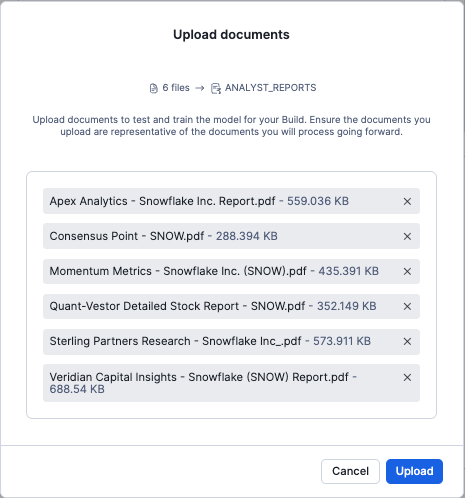 Upload documents
6 files → ANALYST_REPORTS
Upload documents to test and train the model for your Build. Ensure the documents you
upload are representative of the documents you will process going forward.
Apex Analytics - Snowflake Inc. Report.pdf - 559.036 KB
Consensus Point - SNOW.pdf - 288.394 KB
Momentum Metrics - Snowflake Inc. (SNOW).pdf - 435.391 KB
Quant-Vestor Detailed Stock Report - SNOW.pdf - 352.149 KB
Sterling Partners Research - Snowflake Inc_.pdf - 573.911 KB
Veridian Capital Insights - Snowflake (SNOW) Report.pdf -
688.54 KB
Cancel Upload